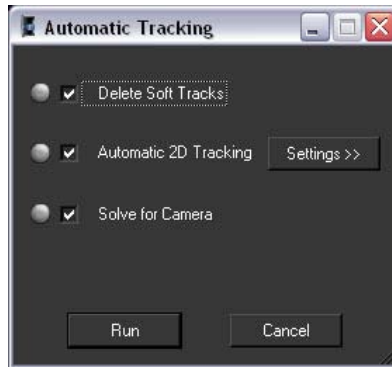 Automatic Tracking
Delete Soft Tracks
Automatic 2D Tracking Settings >>
Solve for Camera
Run Cancel